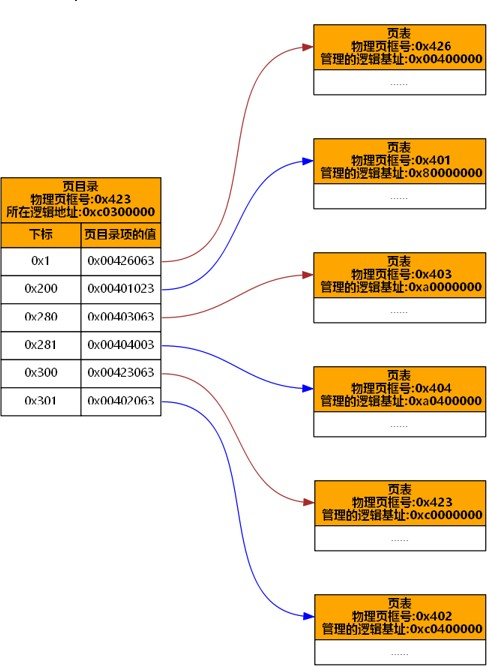 页表
物理页框号:0x426
管理的逻辑基址:0x00400000
......
页表
物理页框号:0x401
管理的逻辑基址:0x80000000
......
页目录
物理页框号:0x423
所在逻辑地址:0xc0300000
下标 页目录项的值
0x1 0x00426063
0x200 0x00401023
0x280 0x00403063
0x281 0x00404003
0x300 0x00423063
0x301 0x00402063
页表
物理页框号:0x403
管理的逻辑基址:0xa0000000
......
页表
物理页框号:0x404
管理的逻辑基址:0xa0400000
......
页表
物理页框号:0x423
管理的逻辑基址:0xc0000000
......
页表
物理页框号:0x402
管理的逻辑基址:0xc0400000
......